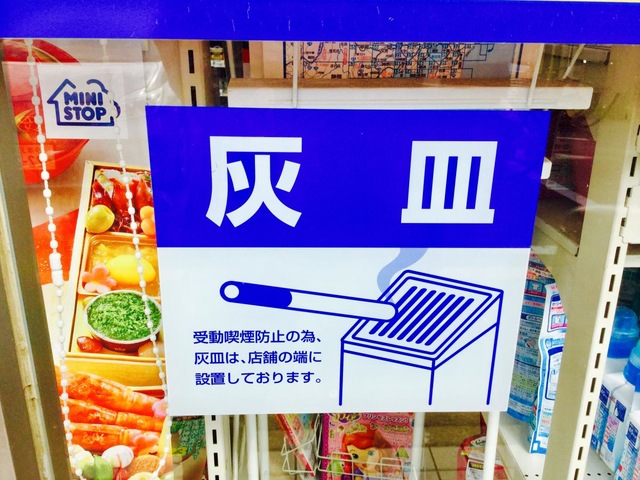 MINI
STOP
灰皿
受動喫煙防止の為、
灰皿は、店舗の端に
設置しております。